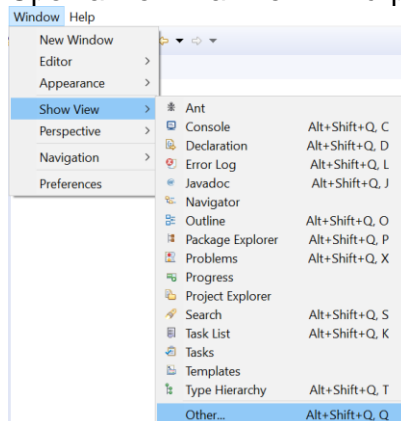 Window Help
New Window
Editor >
Appearance >
Show View >
Perspective >
Navigation >
Preferences
Ant
Console Alt+Shift+Q, C
Declaration Alt+Shift+Q, D
Error Log Alt+Shift+Q, L
Javadoc Alt+Shift+Q, J
Navigator
Outline Alt+Shift+Q, O
Package Explorer Alt+Shift+Q, P
Problems Alt+Shift+Q, X
Progress
Project Explorer
Search Alt+Shift+Q, S
Task List Alt+Shift+Q, K
Tasks
Templates
Type Hierarchy Alt+Shift+Q, T
Other... Alt+Shift+Q, Q